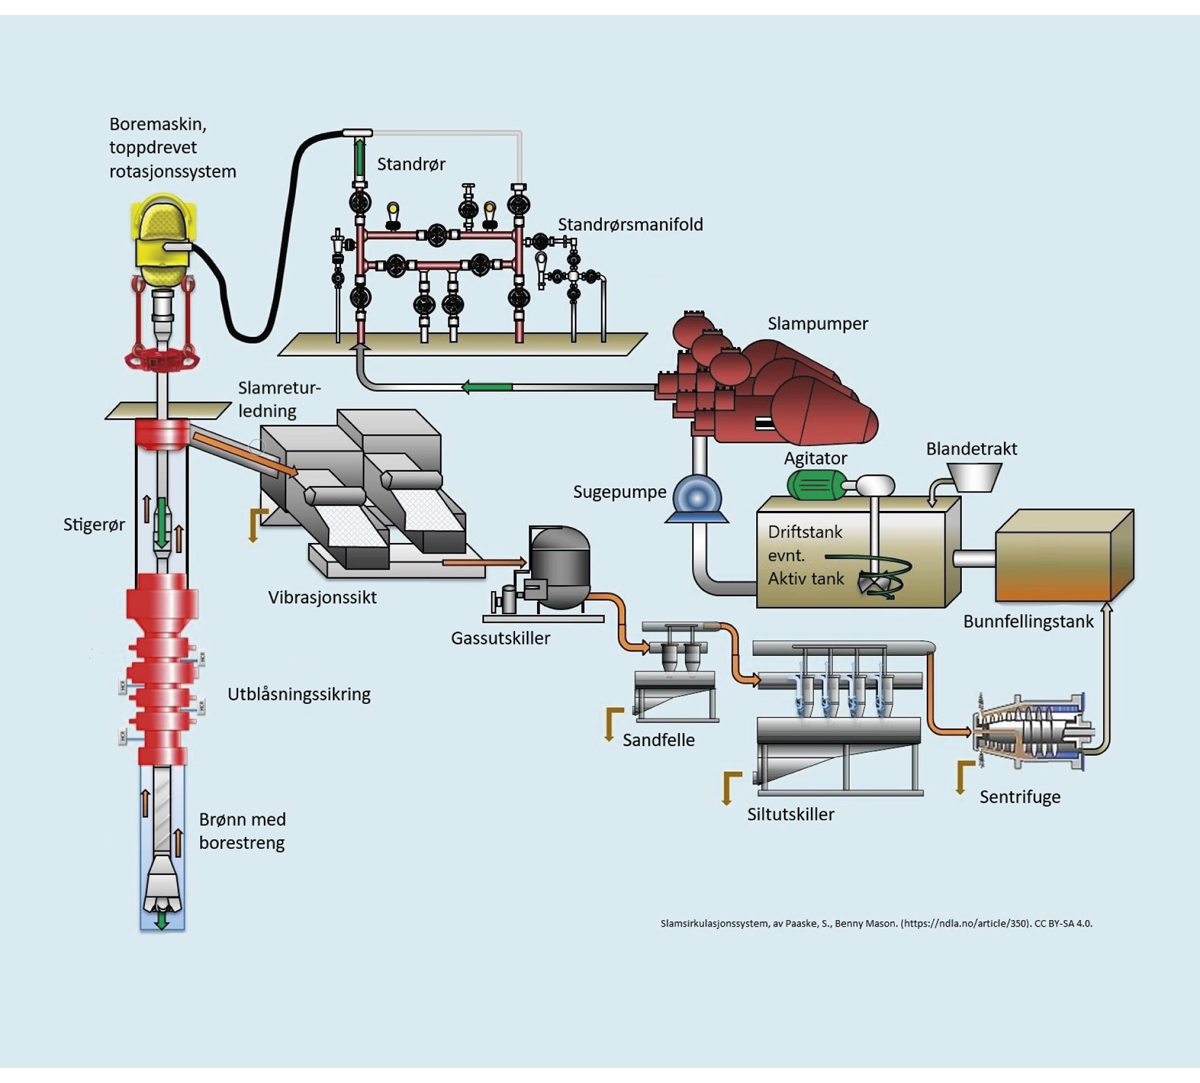 Boremaskin,
toppdrevet
rotasjonssystem
Standrør
Standrørsmanifold
Slampumper
Slamretur-
ledning
Agitator
Blandetrakt
Sugepumpe
Stigerør
Driftstank
evnt.
Aktiv tank
Vibrasjonssikt
Gassutskiller
Bunnfellingstank
Utblåsningssikring
Sandfelle
Siltutskiller
Sentrifuge
Brønn med
borestreng
Slamsirkulasjonssystem, av Paaske, S., Benny Mason. (https://ndla.no/article/350). CC BY-SA 4.0.